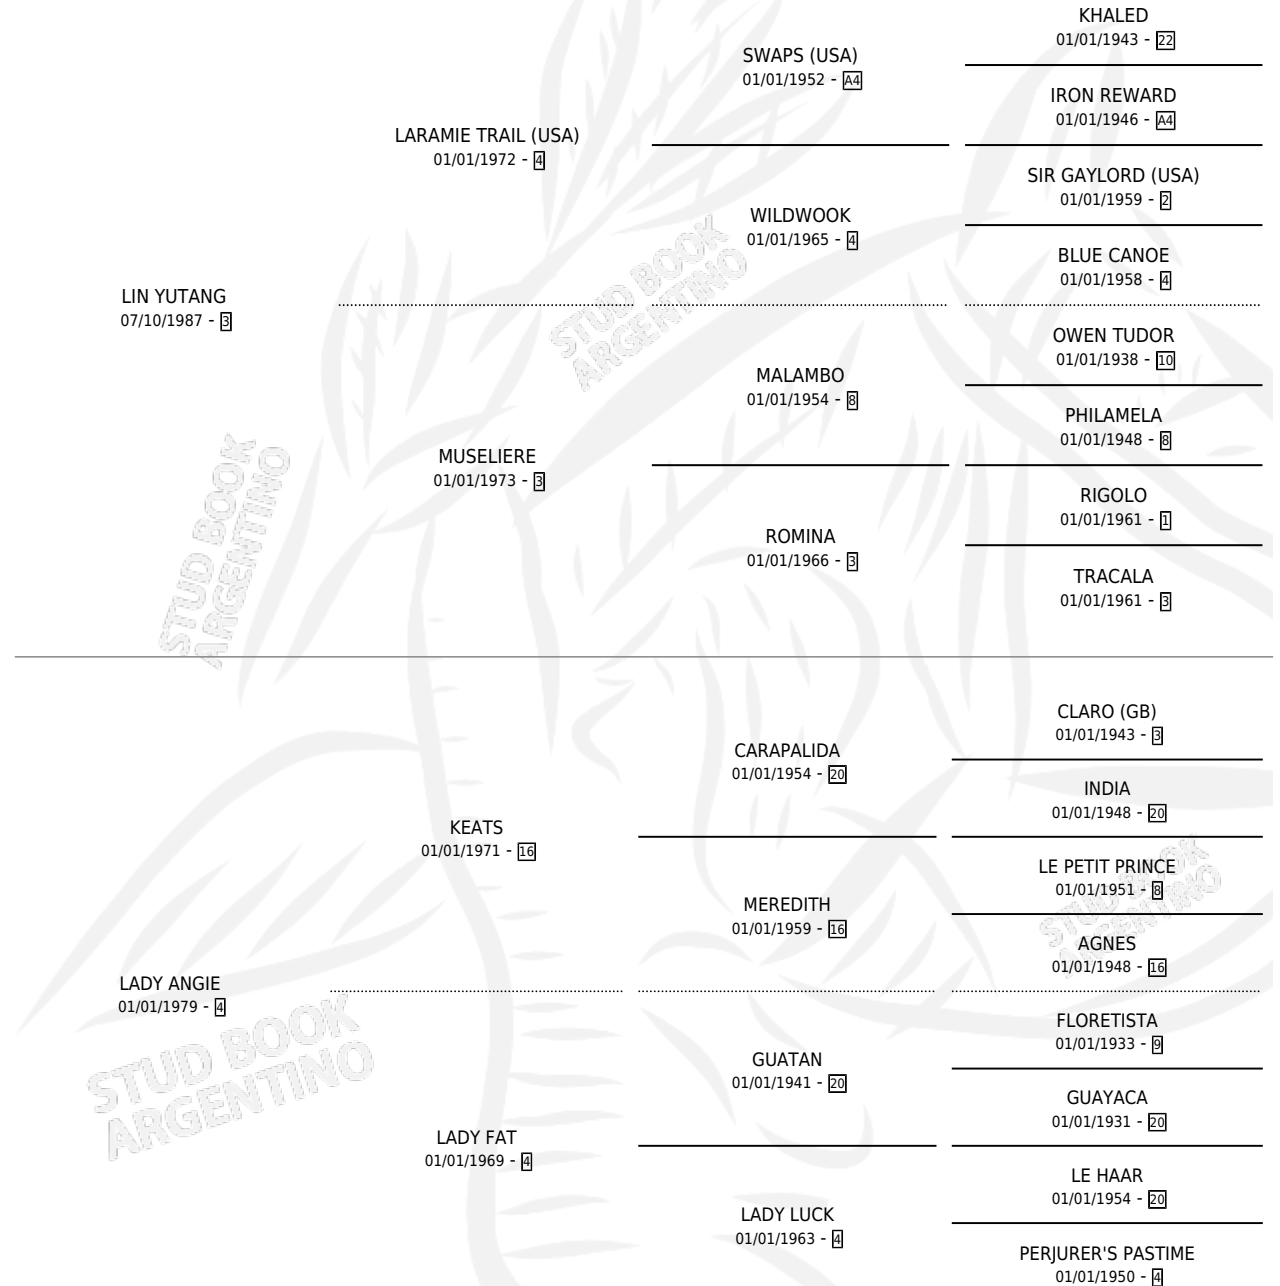 KHALED
01/01/1943 - 22
SWAPS (USA)
01/01/1952 - A4
IRON REWARD
01/01/1946 - A4
LARAMIE TRAIL (USA)
01/01/1972 - 4
SIR GAYLORD (USA)
01/01/1959 - 2
WILDWOOK
01/01/1965 - 4
BLUE CANOE
01/01/1958 - 4
STUD BOOK
ARGENTINO
LIN YUTANG
07/10/1987 - 3
OWEN TUDOR
01/01/1938 - 10
MALAMBO
01/01/1954 - 8
PHILAMELA
01/01/1948 - 8
MUSELIERE
01/01/1973 - 3
RIGOLO
01/01/1961 - 1
ROMINA
01/01/1966 - 3
TRACALA
01/01/1961 - 3
STUD BOOK
ARGENTINO
CLARO (GB)
01/01/1943 - 3
CARAPALIDA
01/01/1954 - 20
INDIA
01/01/1948 - 20
KEATS
01/01/1971 - 16
LE PETIT PRINCE
01/01/1951 - 8
MEREDITH
01/01/1959 - 16
AGNES
01/01/1948 - 16
STUD BOOK
ARGENTINO
LADY ANGIE
01/01/1979 - 4
FLORETISTA
01/01/1933 - 9
GUATAN
01/01/1941 - 20
GUAYACA
01/01/1931 - 20
STUD BOOK
ARGENTINO
LADY FAT
01/01/1969 - 4
LE HAAR
01/01/1954 - 20
LADY LUCK
01/01/1963 - 4
PERJURER'S PASTIME
01/01/1950 - 4